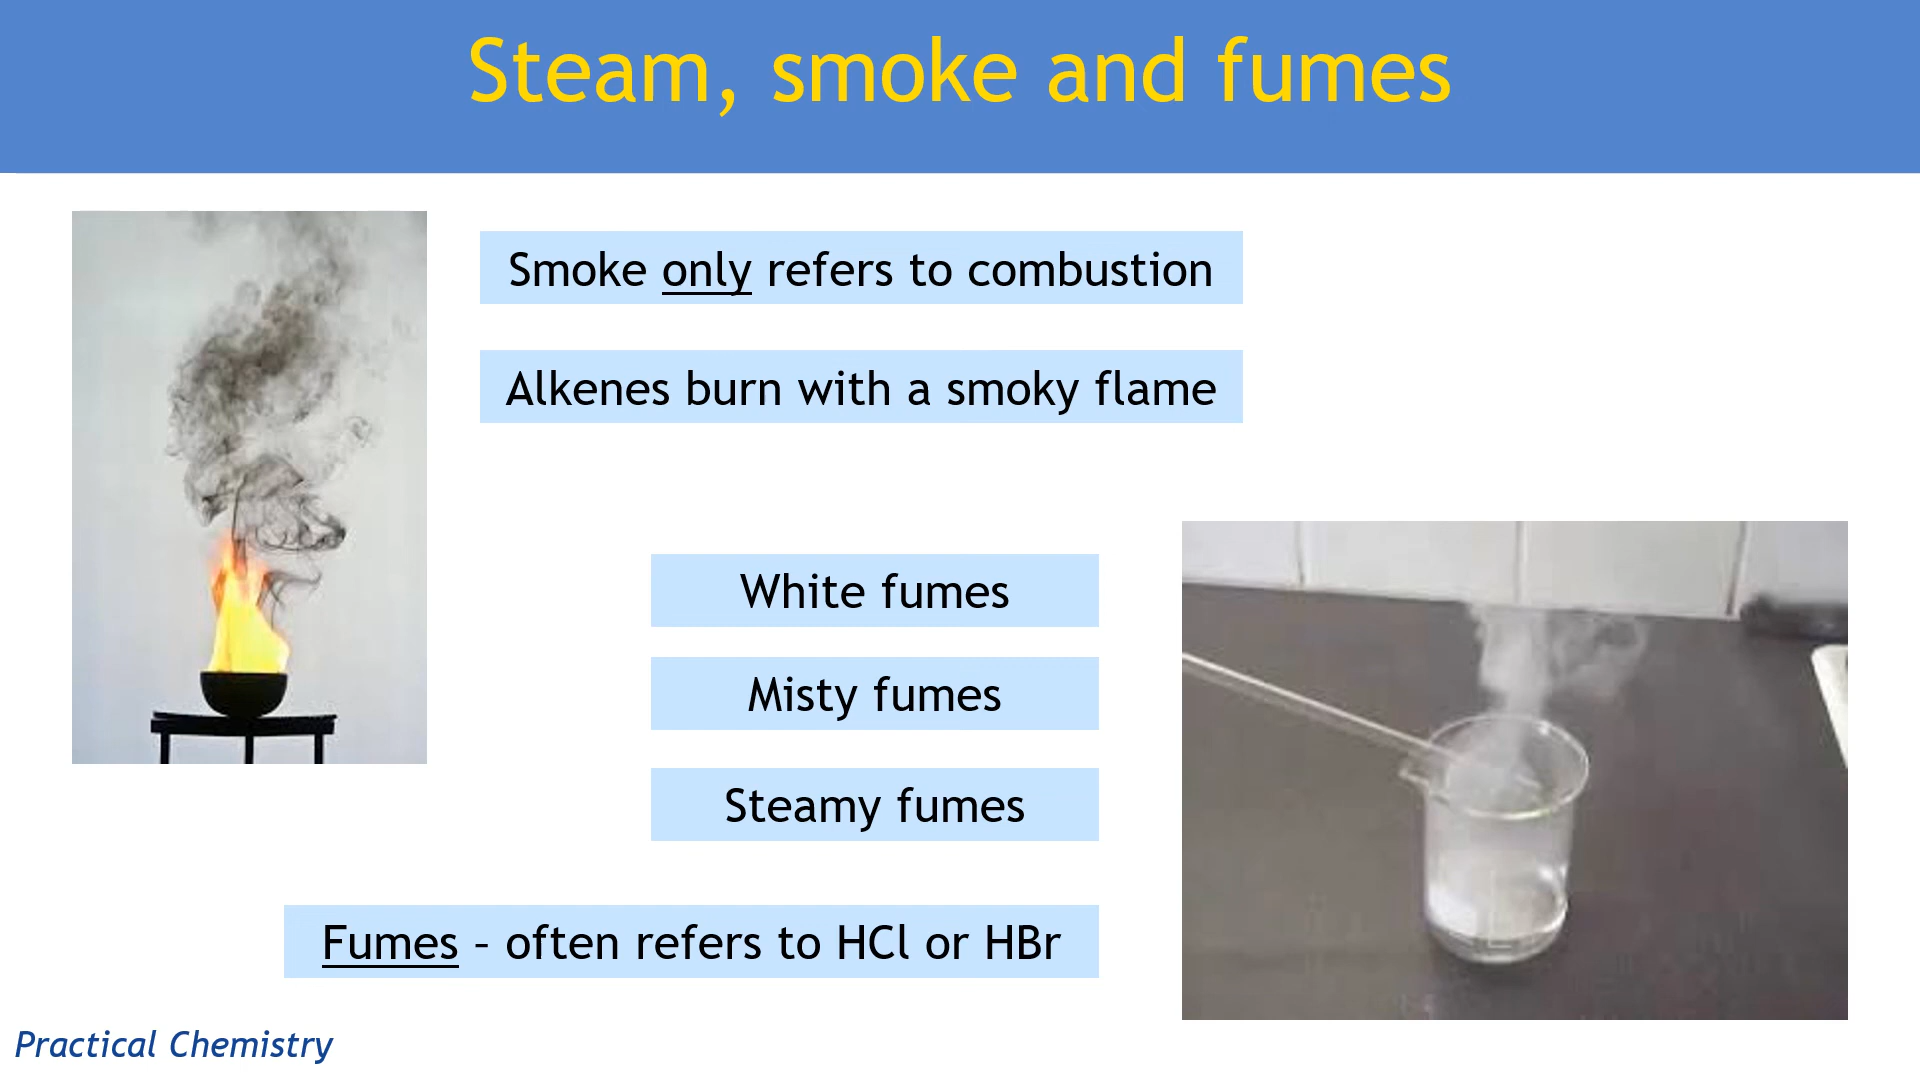 Steam, smoke and fumes
Smoke only refers to combustion
Alkenes burn with a smoky flame
White fumes
Misty fumes
Steamy fumes
Fumes – often refers to HCl or HBr
Practical Chemistry